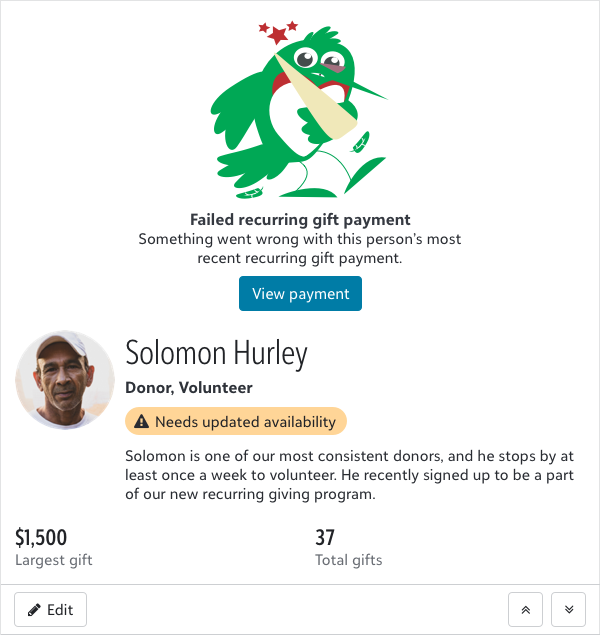 Failed recurring gift payment
Something went wrong with this person’s most
recent recurring gift payment.
View payment
Solomon Hurley
Donor, Volunteer
Needs updated availability
Solomon is one of our most consistent donors, and he stops by at
least once a week to volunteer. He recently signed up to be a part
of our new recurring giving program.
$1,500
Largest gift
37
Total gifts
Edit